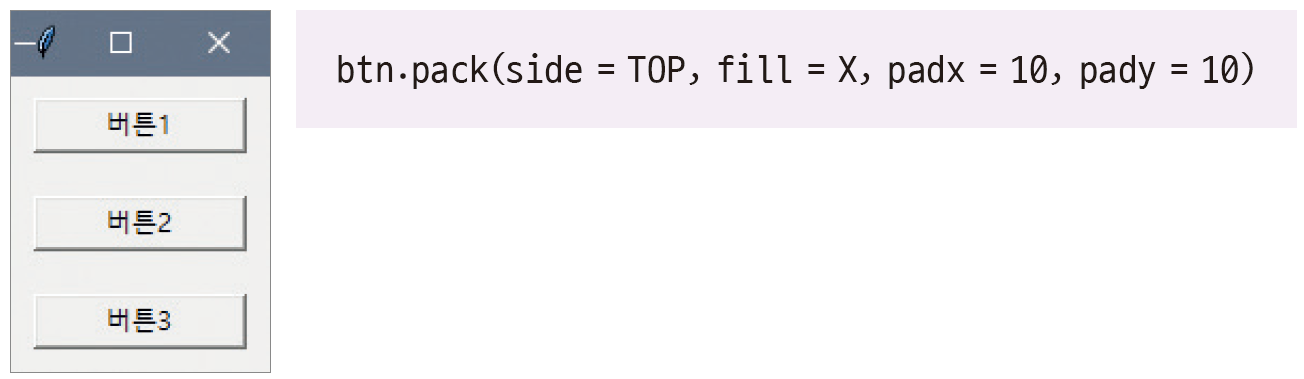 버튼1
버튼2
버튼3
btn.pack(side = TOP, fill = X, padx = 10, pady = 10)